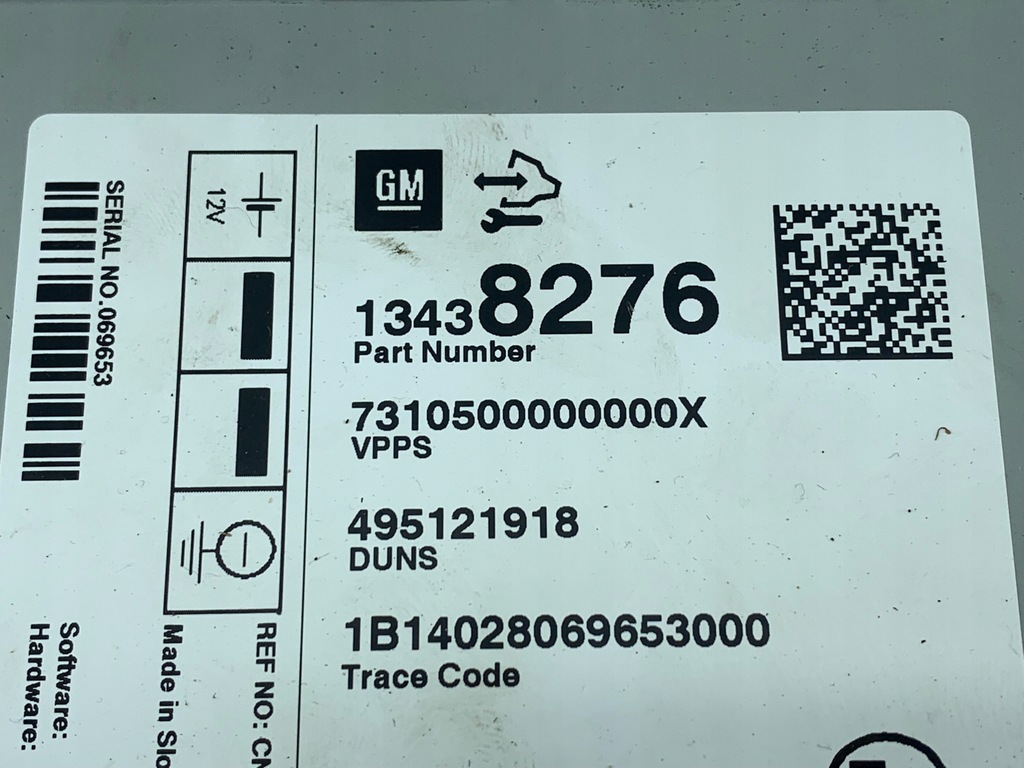 SERIAL NO.069653
12V
REF NO: CN
Made in Slo
Software:
Hardware:
GM
13438276
Part Number
7310500000000X
VPPS
495121918
DUNS
1B14028069653000
Trace Code